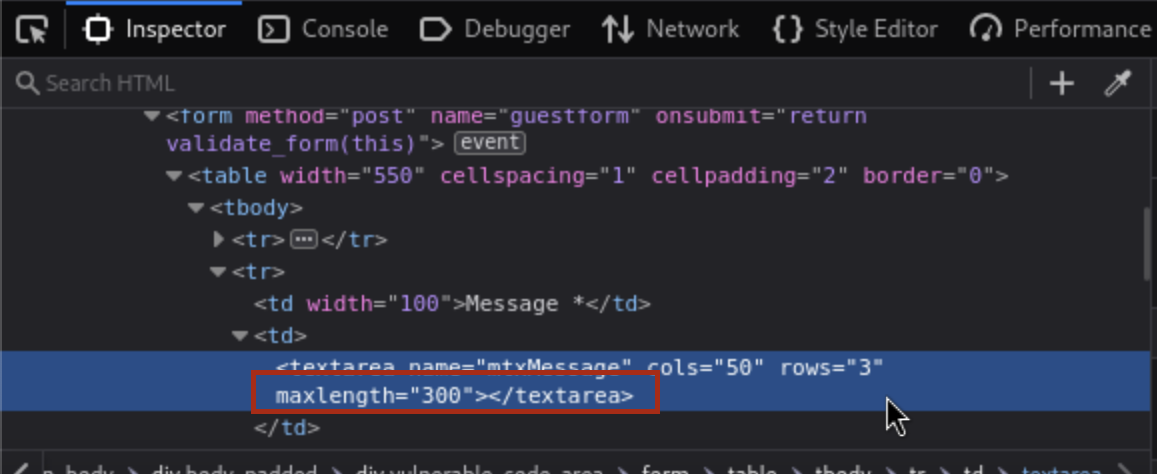 Inspector Console Debugger Network {} Style Editor Performance
Search HTML
<form method="post" name="guestform" onsubmit="return
validate_form(this)"> event
<table width="550" cellspacing="1" cellpadding="2" border="0">
<tbody>
<tr> ••• </tr>
<tr>
<td width="100">Message *</td>
<td>
<textarea name="mtxMessage" cols="50" rows="3"
maxlength="300"></textarea>
</td>
n_body > div.body_padded > div.vulnerable_code_area > form > table > tbody > tr > td > textarea